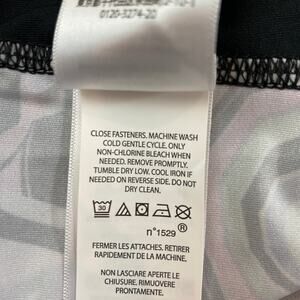 0120-3274-20
CLOSE FASTENERS. MACHINE WASH
COLD GENTLE CYCLE. ONLY
NON-CHLORINE BLEACH WHEN
NEEDED. REMOVE PROMPTLY.
TUMBLE DRY LOW. COOL IRON IF
NEEDED ON REVERSE SIDE. DO NOT
DRY CLEAN.
30
n°1529 ®
FERMER LES ATTACHES. RETIRER
RAPIDEMENT DE LA MACHINE.
NON LASCIARE APERTE LE
CHIUSURE. RIMUOVERE
PRONTAMENTE.